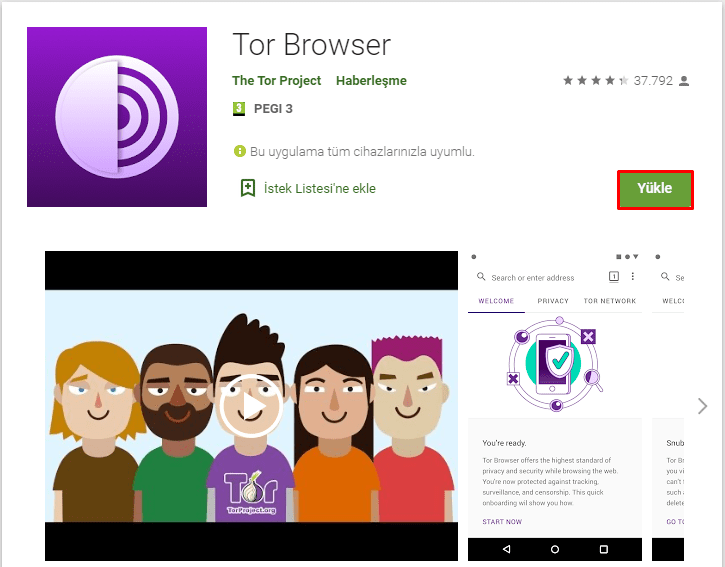 Tor Browser
The Tor Project Haberleşme
37.792
3 PEGI 3
Bu uygulama tüm cihazlarınızla uyumlu.
İstek Listesi'ne ekle
Yükle
Tor
TorProject.org
Search or enter address
1
WELCOME PRIVACY TOR NETWORK
You're ready.
Tor Browser offers the highest standard of
privacy and security while browsing the web.
You're now protected against tracking,
surveillance, and censorship. This quick
onboarding wil show you how.
START NOW
Se
WELC
Snub
Tor B
you vi
can't
such a
delete
GO TO